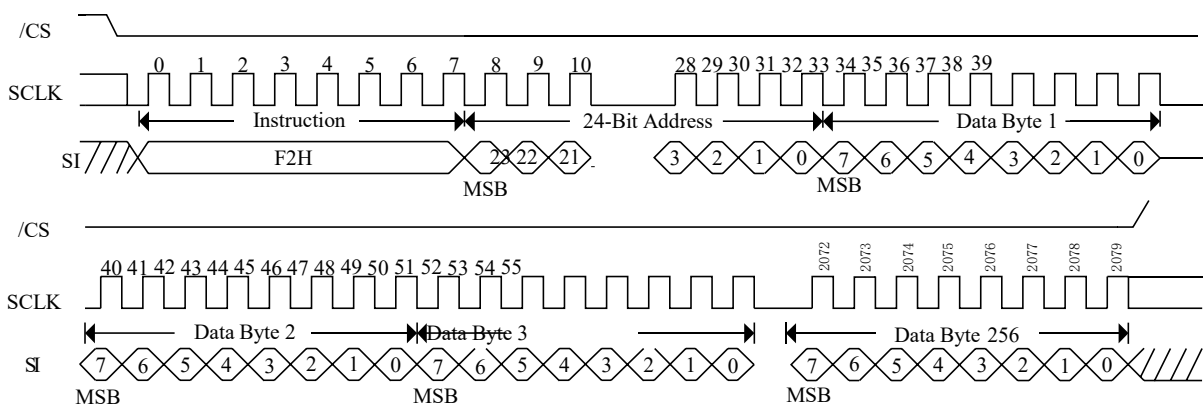 /CS
0 1 2 3 4 5 6 7 8 9 10 28 29 30 31 32 33 34 35 36 37 38 39
SCLK
Instruction 24-Bit Address Data Byte 1
SI F2H 23 22 21 3 2 1 0 7 6 5 4 3 2 1 0
MSB MSB
/CS
40 41 42 43 44 45 46 47 48 49 50 51 52 53 54 55 2072 2073 2074 2075 2076 2077 2078 2079
SCLK
Data Byte 2 Data Byte 3 Data Byte 256
SI 7 6 5 4 3 2 1 0 7 6 5 4 3 2 1 0 7 6 5 4 3 2 1 0
MSB MSB MSB